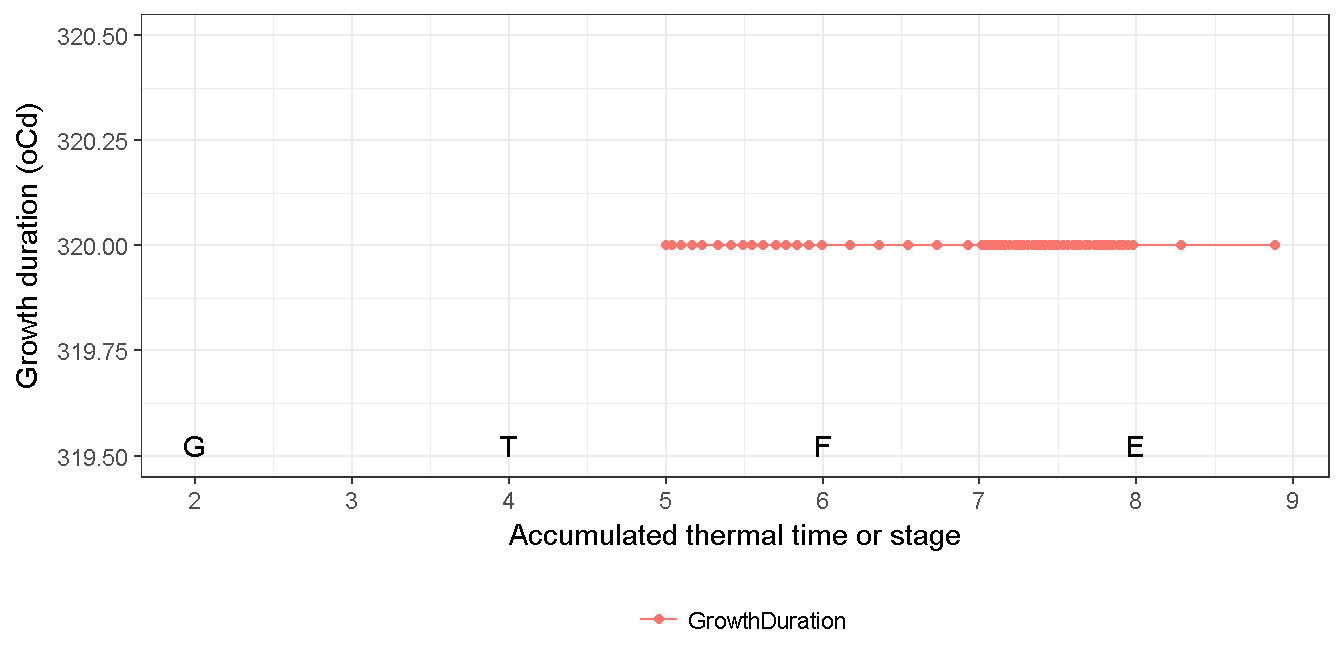 320.50
320.25
320.00
319.75
319.50
Growth duration (oCd)
G T F E
2 3 4 5 6 7 8 9
Accumulated thermal time or stage
GrowthDuration